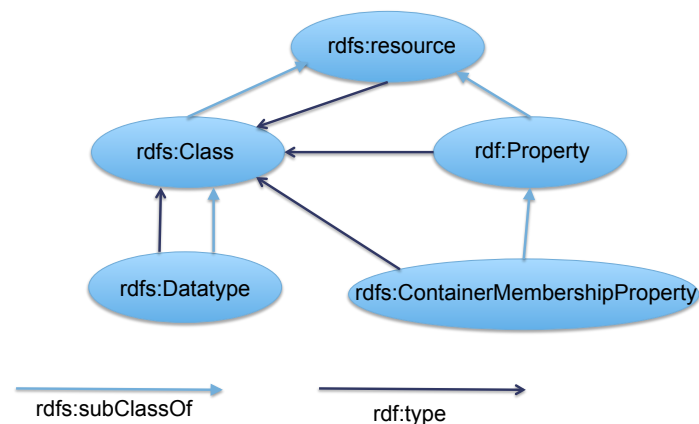 rdfs:resource
rdfs:Class
rdf:Property
rdfs:Datatype
rdfs:ContainerMembershipProperty
rdfs:subClassOf
rdf:type